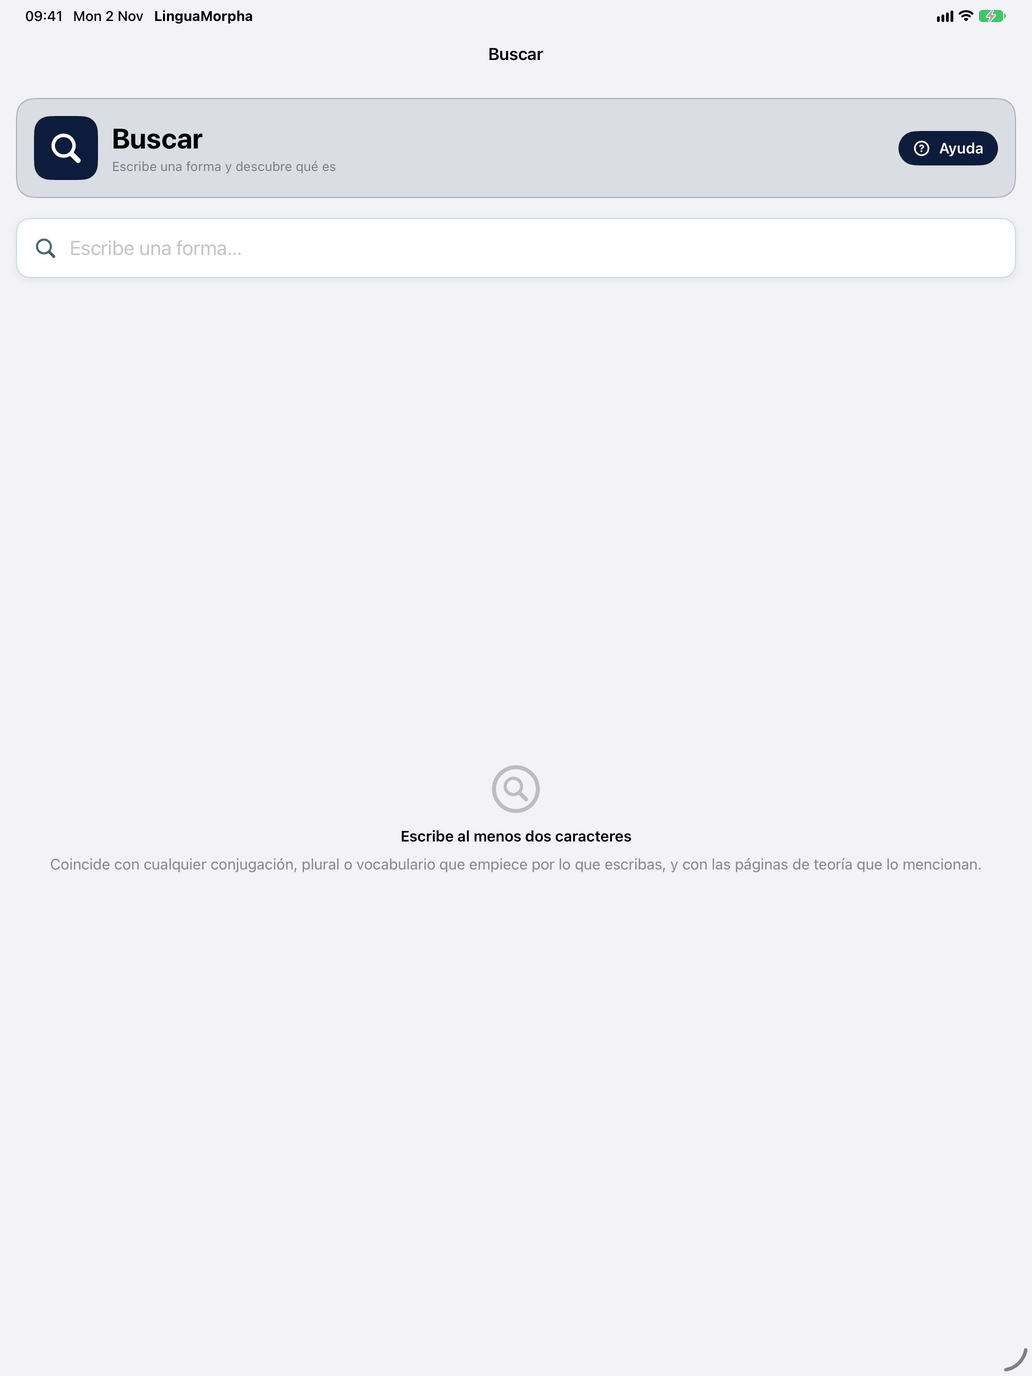 09:41 Mon 2 Nov LinguaMorpha
Buscar
Buscar
Escribe una forma y descubre qué es
Ayuda
Escribe una forma...
Escribe al menos dos caracteres
Coincide con cualquier conjugación, plural o vocabulario que empiece por lo que escribas, y con las páginas de teoría que lo mencionan.